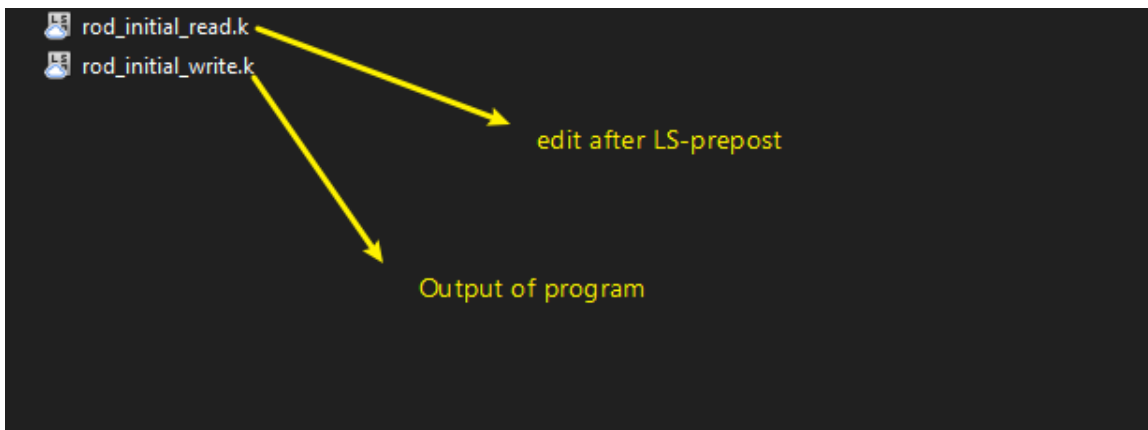 rod_initial_read.k
rod_initial_write.k
edit after LS-prepost
Output of program